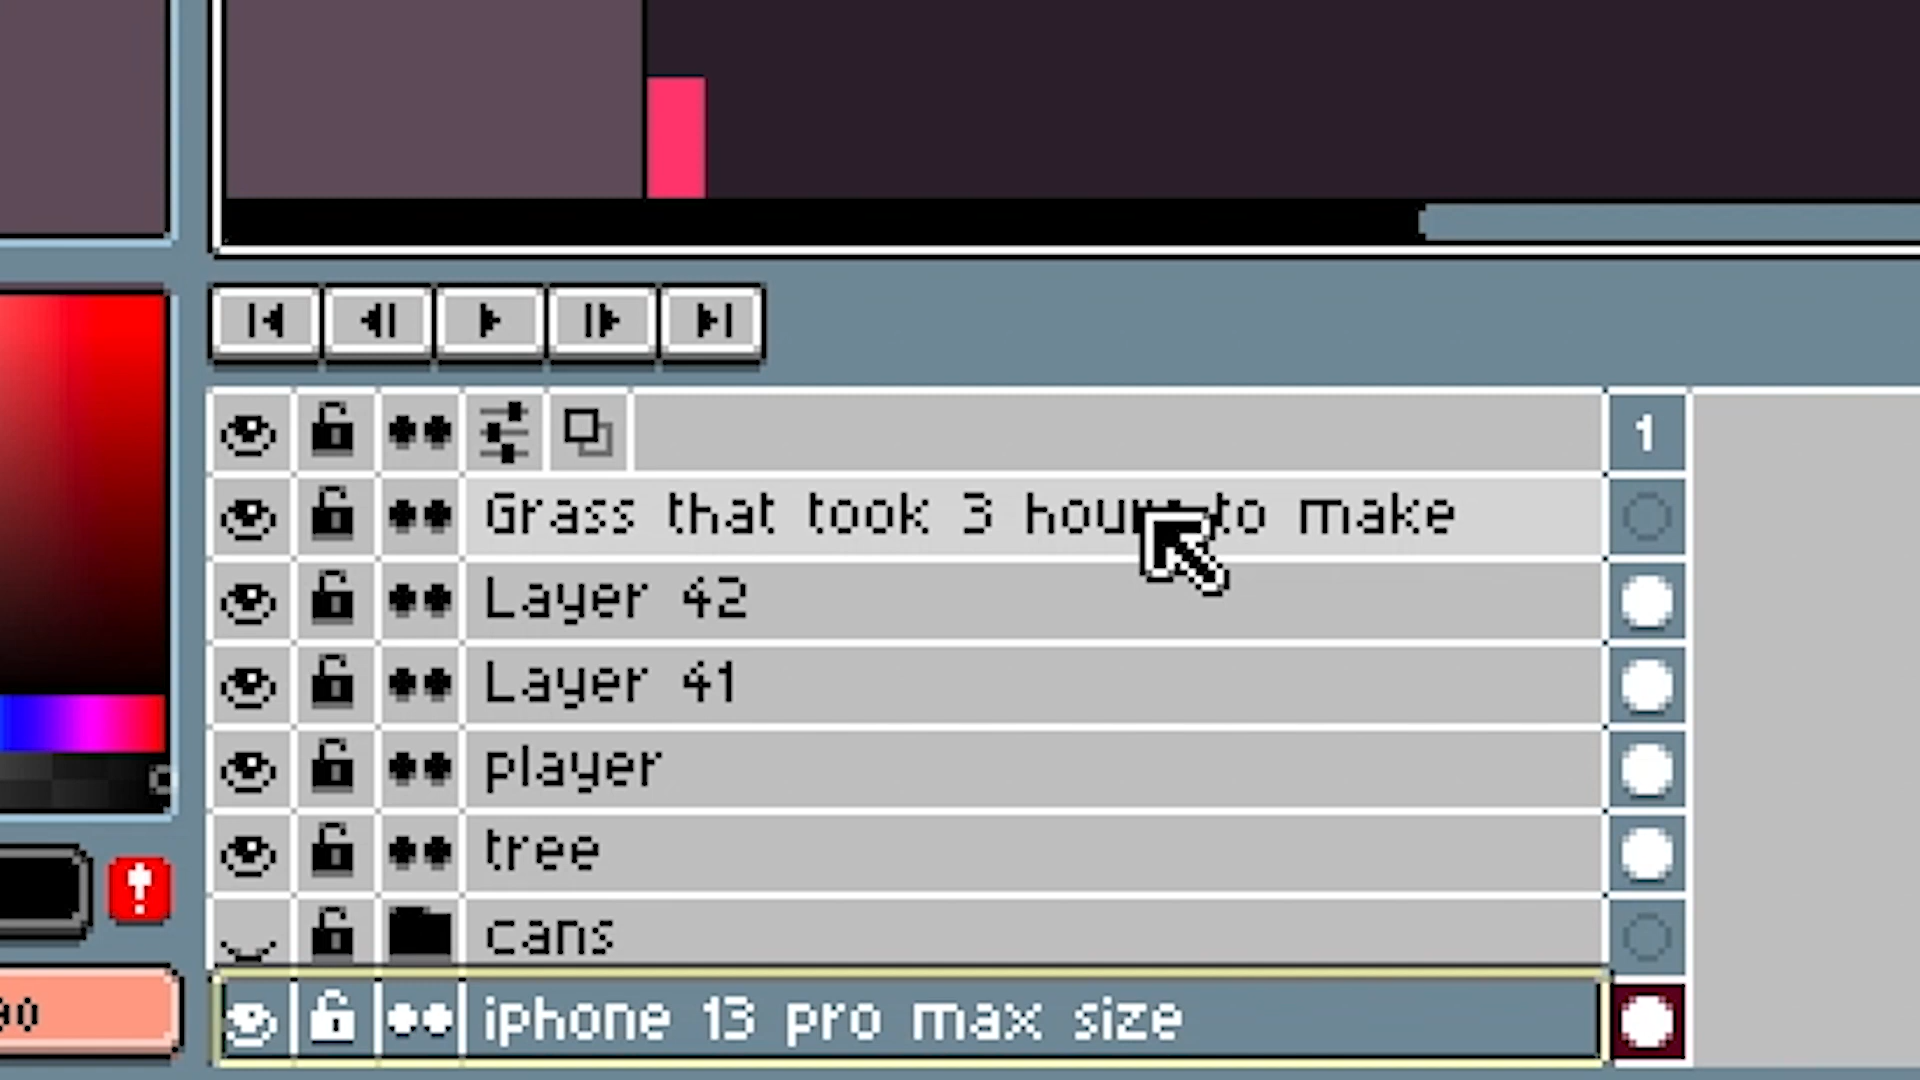 1
Grass that took 3 hours to make
Layer 42
Layer 41
player
tree
cans
iphone 13 pro max size